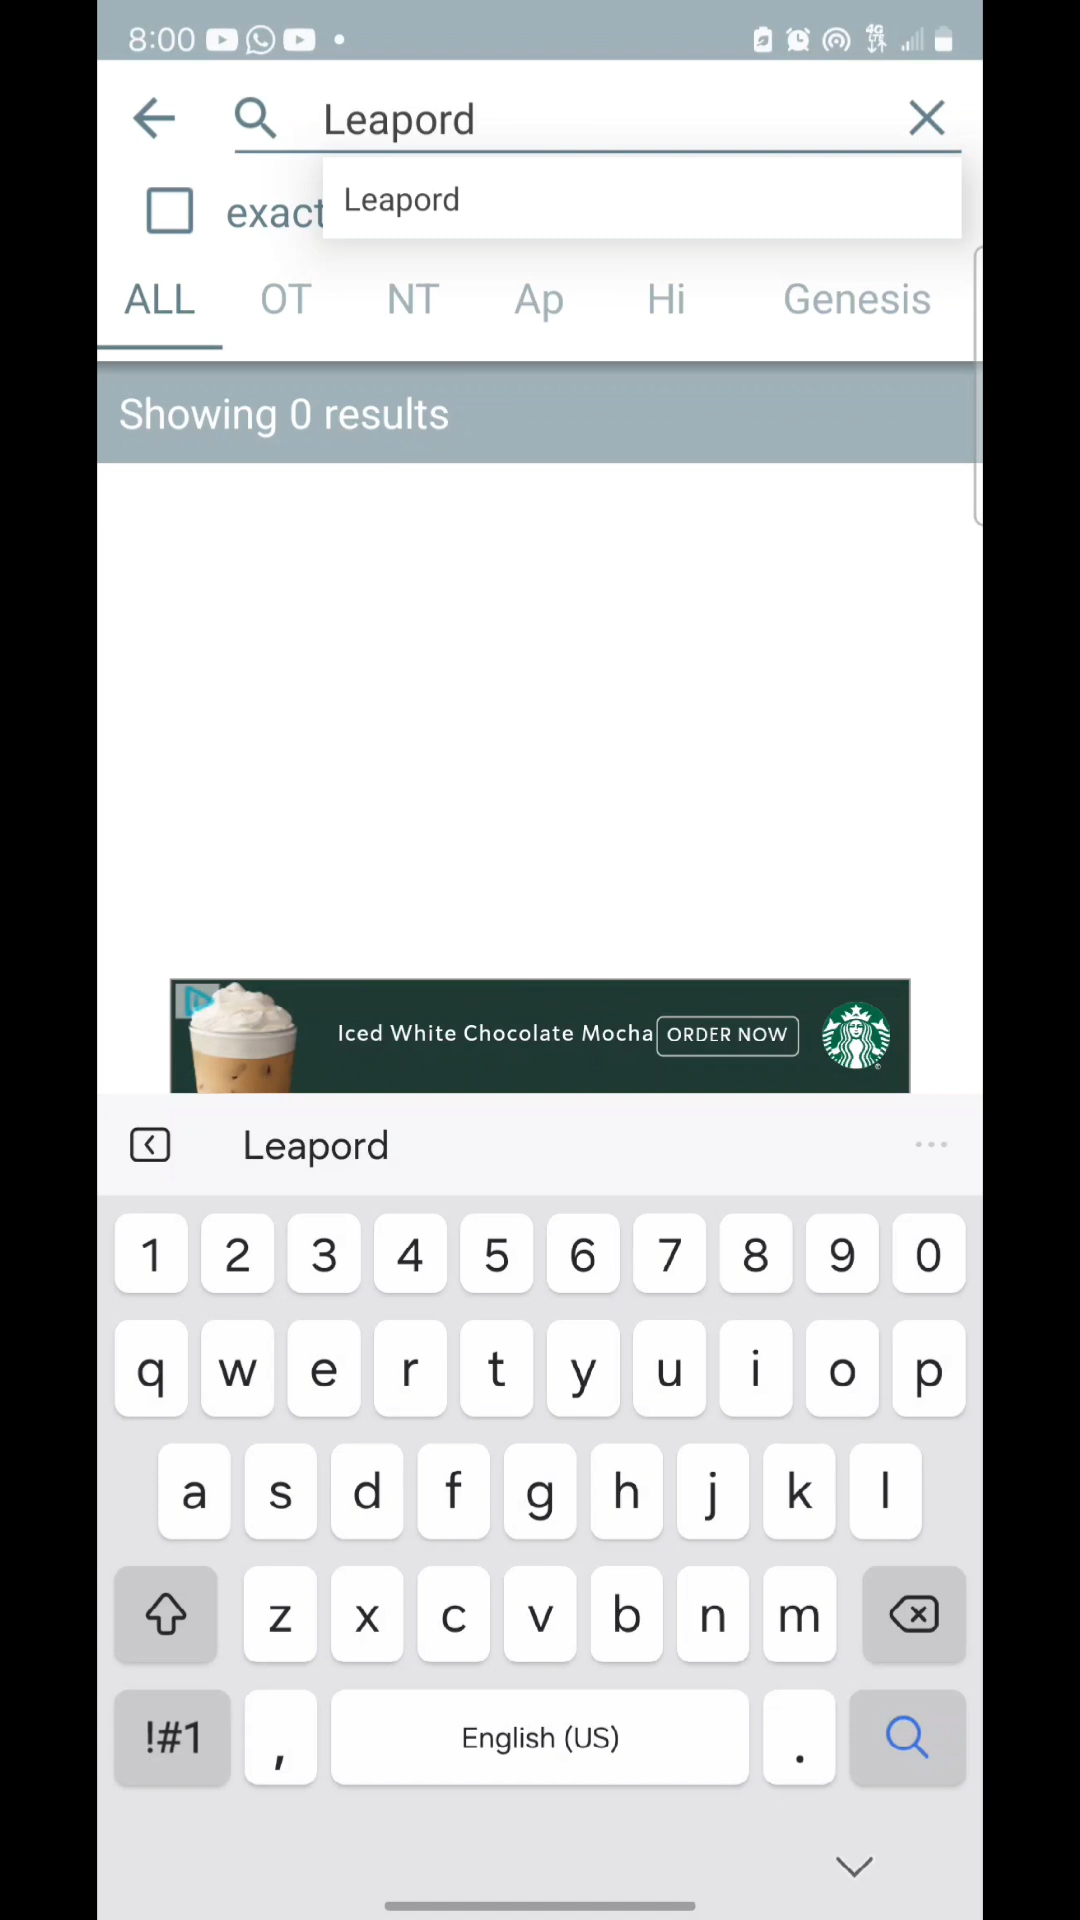 8:00
4G
Leapord
Leapord
exact
ALL OT NT Ap Hi Genesis
Showing 0 results
Iced White Chocolate Mocha ORDER NOW
Leapord
1 2 3 4 5 6 7 8 9 0
q w e r t y u i o p
a s d f g h j k l
z x c v b n m
!#1 , English (US) .